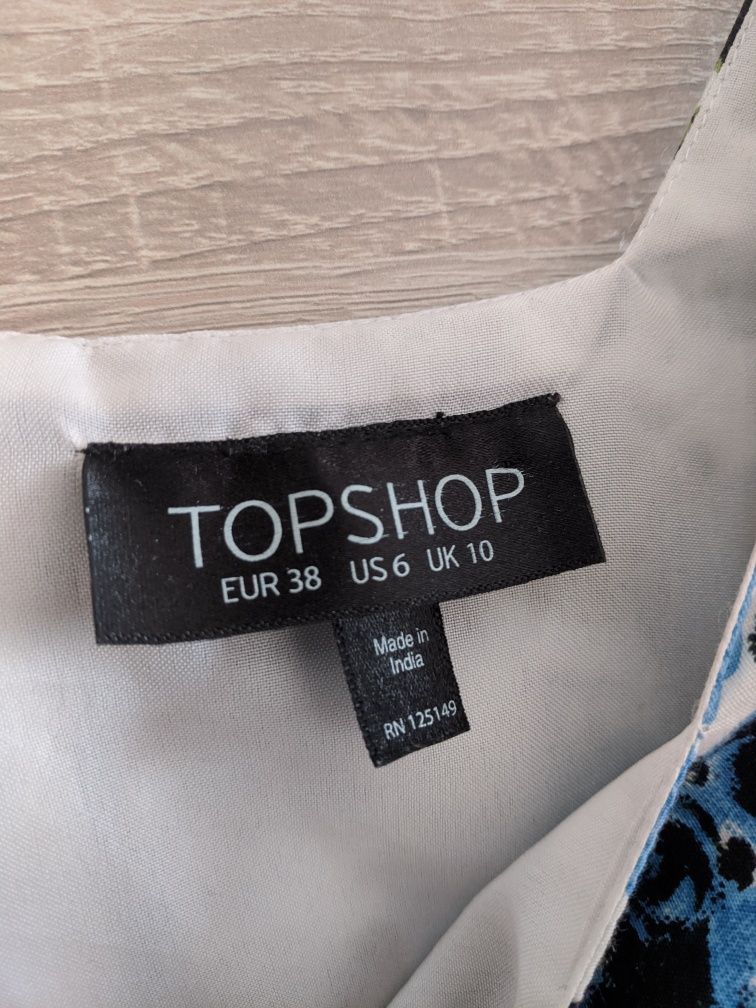 TOPSHOP
EUR 38 US 6 UK 10
Made in
India
RN 125149